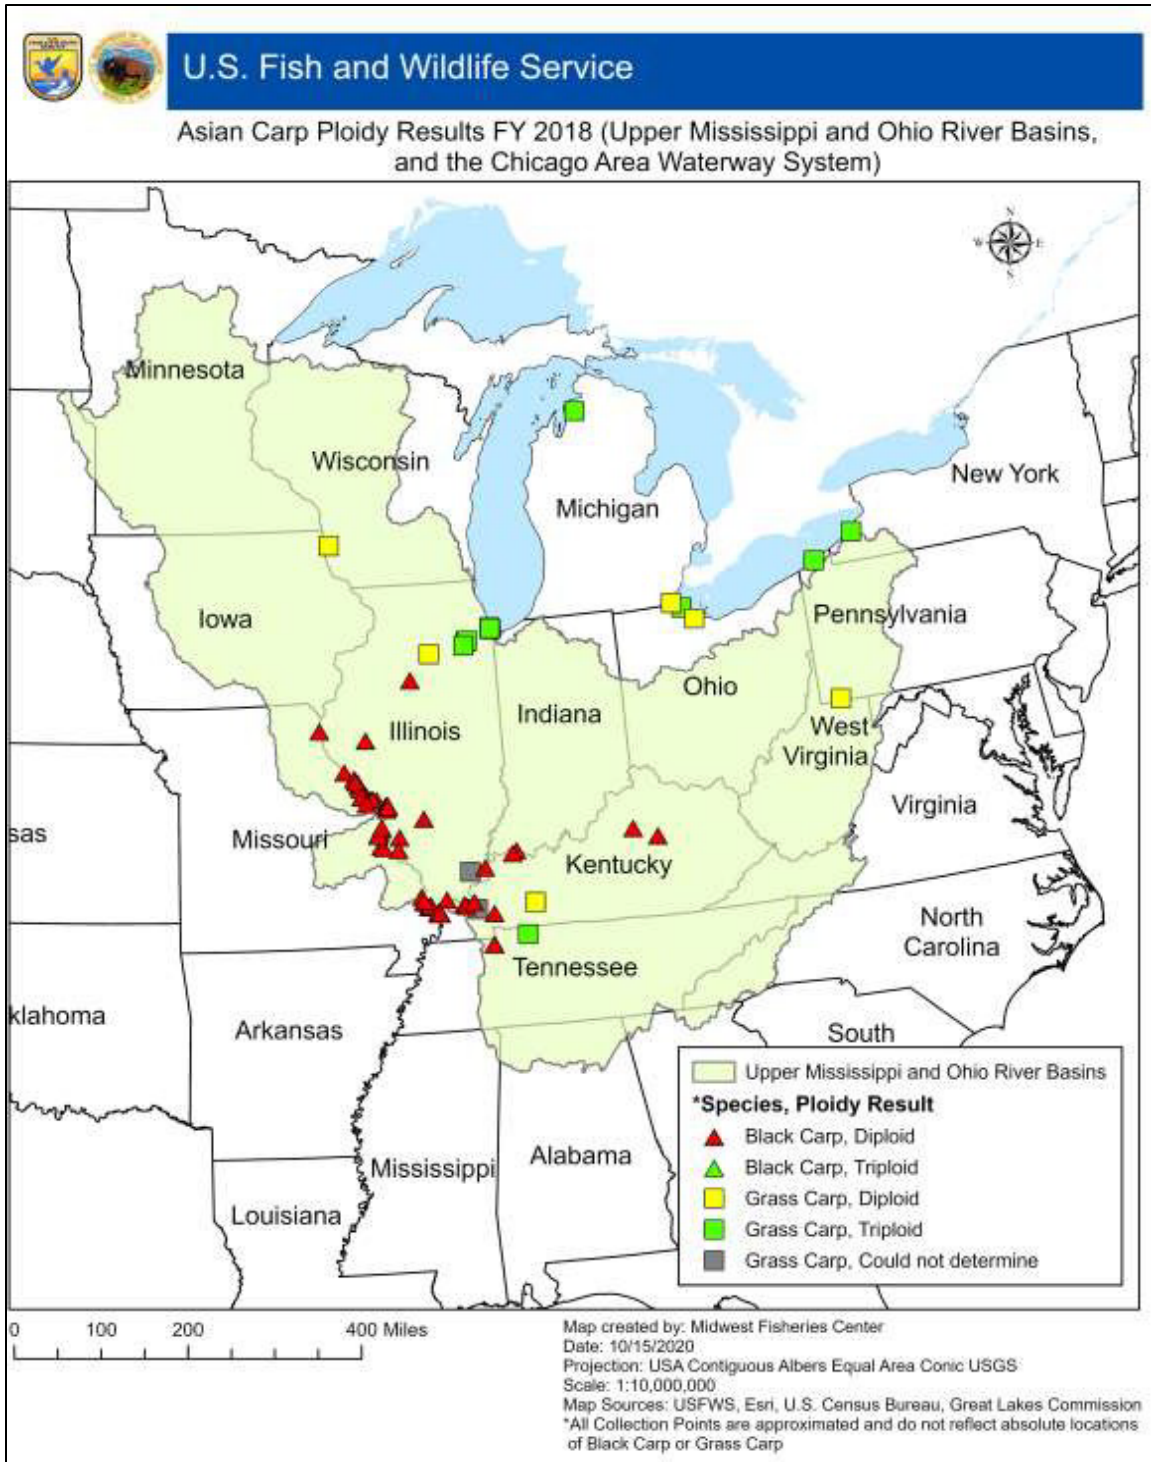 U.S. Fish and Wildlife Service
Asian Carp Ploidy Results FY 2018 (Upper Mississippi and Ohio River Basins,
and the Chicago Area Waterway System)
N
W E
S
Minnesota
Wisconsin
Michigan
New York
Iowa
Pennsylvania
Ohio
Indiana
Illinois
West
Virginia
Virginia
sas
Missouri
Kentucky
North
Carolina
Tennessee
klahoma
Arkansas
South
Mississippi
Alabama
Louisiana
Upper Mississippi and Ohio River Basins
*Species, Ploidy Result
Black Carp, Diploid
Black Carp, Triploid
Grass Carp, Diploid
Grass Carp, Triploid
Grass Carp, Could not determine
0 100 200 400 Miles
Map created by: Midwest Fisheries Center
Date: 10/15/2020
Projection: USA Contiguous Albers Equal Area Conic USGS
Scale: 1:10,000,000
Map Sources: USFWS, Esri, U.S. Census Bureau, Great Lakes Commission
*All Collection Points are approximated and do not reflect absolute locations
of Black Carp or Grass Carp